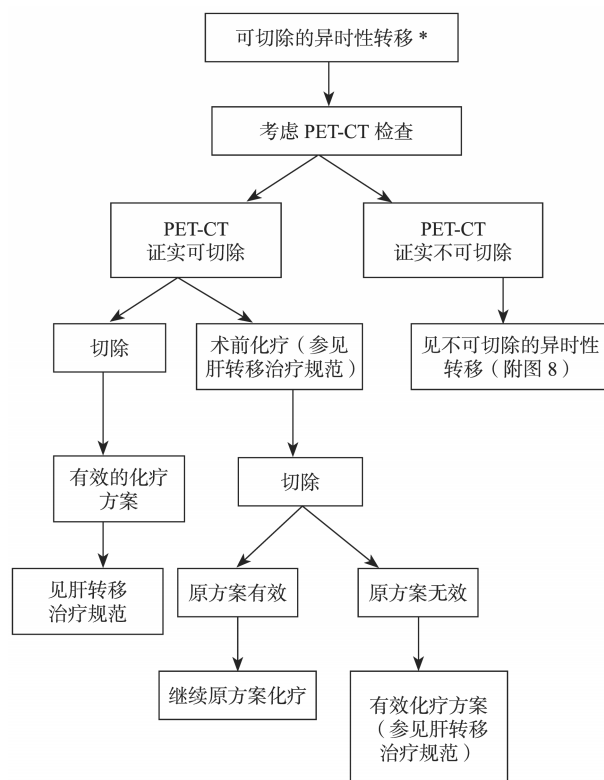 可切除的异时性转移 *
考虑 PET-CT 检查
PET-CT
证实可切除
PET-CT
证实不可切除
切除
术前化疗（参见
肝转移治疗规范）
见不可切除的异时性
转移（附图 8）
有效的化疗
方案
切除
见肝转移
治疗规范
原方案有效
原方案无效
继续原方案化疗
有效化疗方案
（参见肝转移
治疗规范）